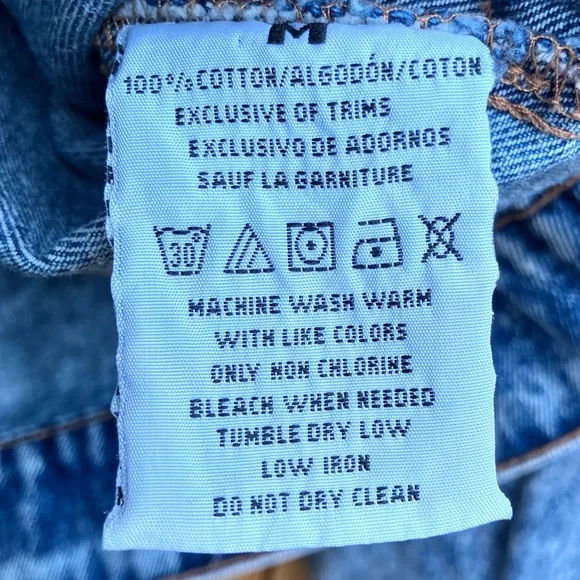 M
100% COTTON/ALGODÓN/COTON
EXCLUSIVE OF TRIMS
EXCLUSIVO DE ADORNOS
SAUF LA GARNITURE
30°
MACHINE WASH WARM
WITH LIKE COLORS
ONLY NON CHLORINE
BLEACH WHEN NEEDED
TUMBLE DRY LOW
LOW IRON
DO NOT DRY CLEAN